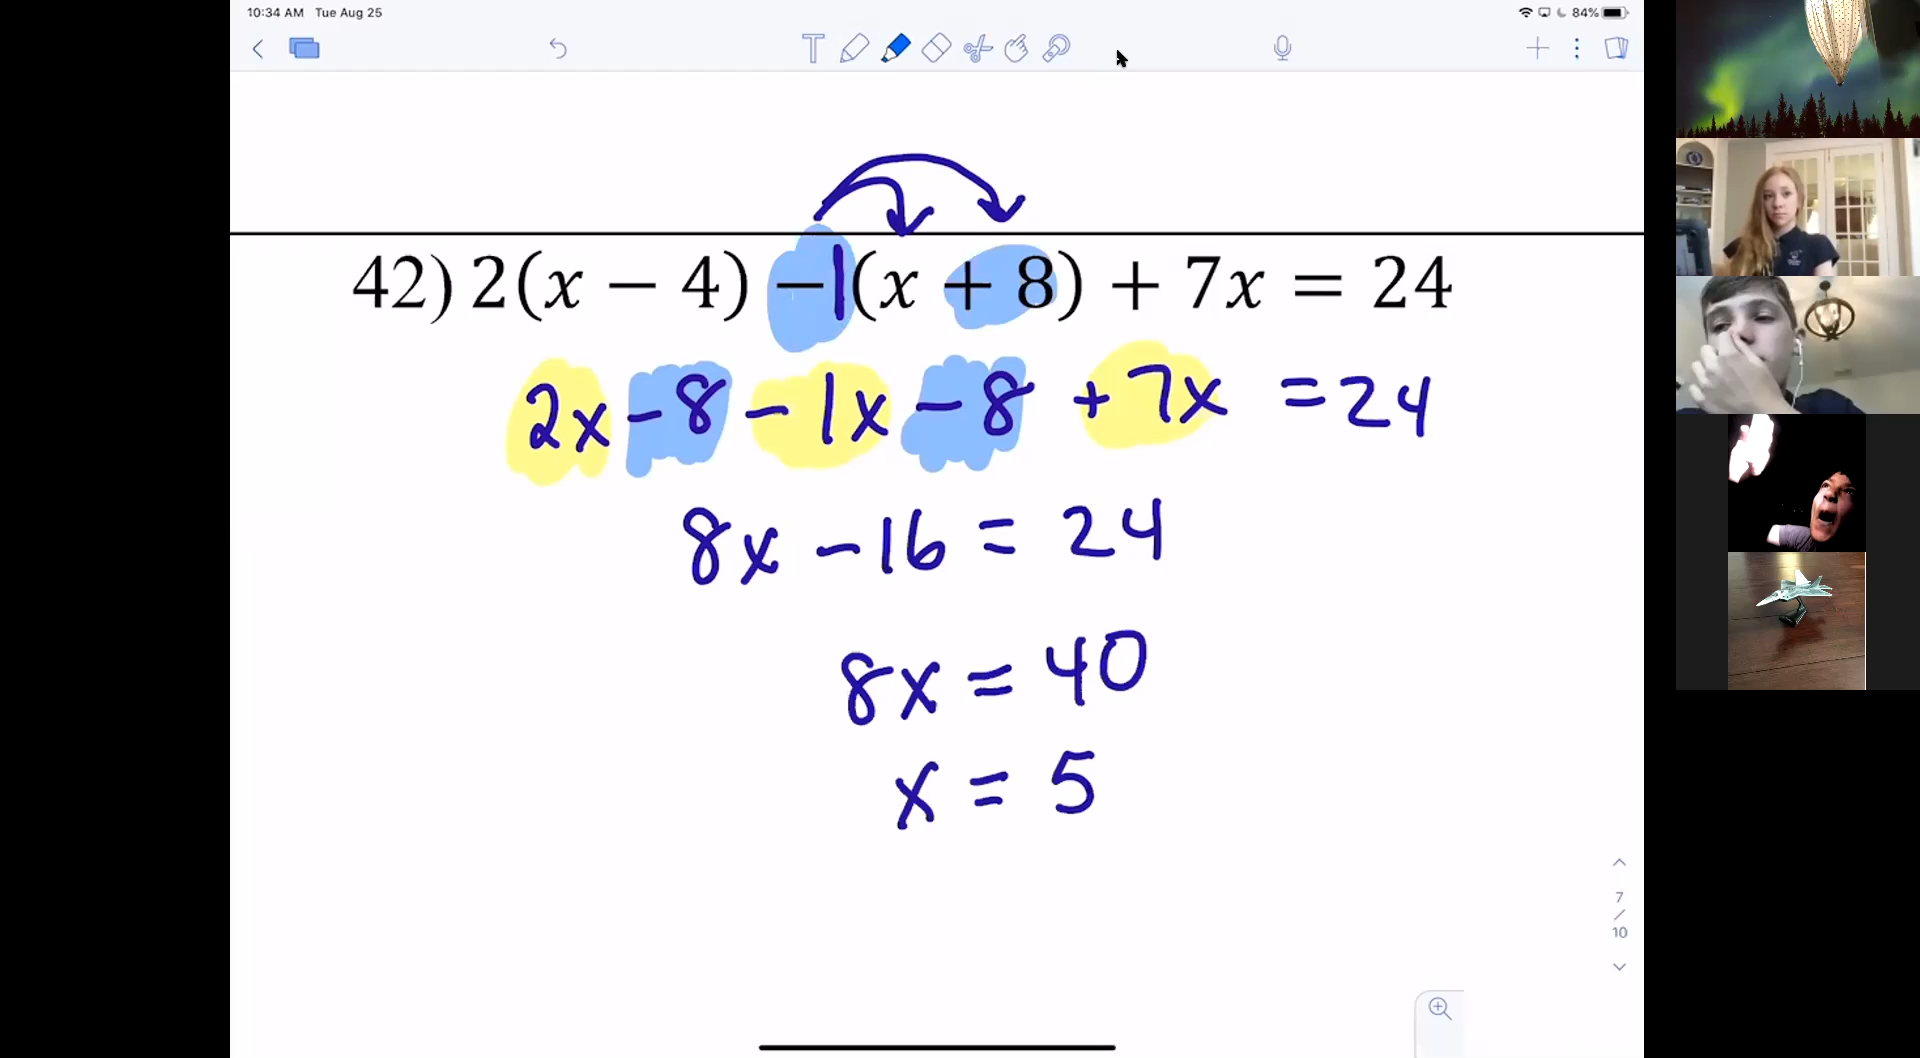 10:34 AM Tue Aug 25
84%
T
42) 2(x − 4) −1(x + 8) + 7x = 24
2x −8 − 1x −8 +7x = 24
8x − 16 = 24
8x = 40
x = 5
7
/
10